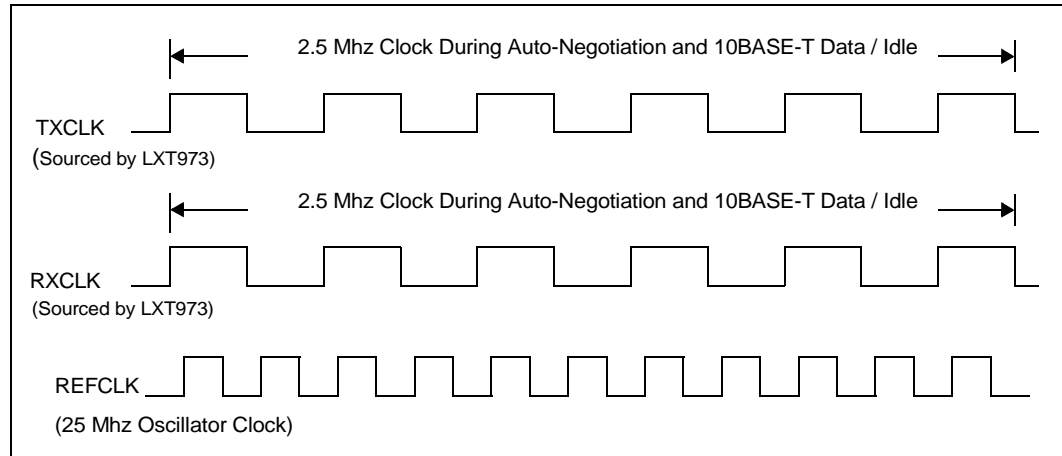 2.5 Mhz Clock During Auto-Negotiation and 10BASE-T Data / Idle
TXCLK
(Sourced by LXT973)
2.5 Mhz Clock During Auto-Negotiation and 10BASE-T Data / Idle
RXCLK
(Sourced by LXT973)
REFCLK
(25 Mhz Oscillator Clock)